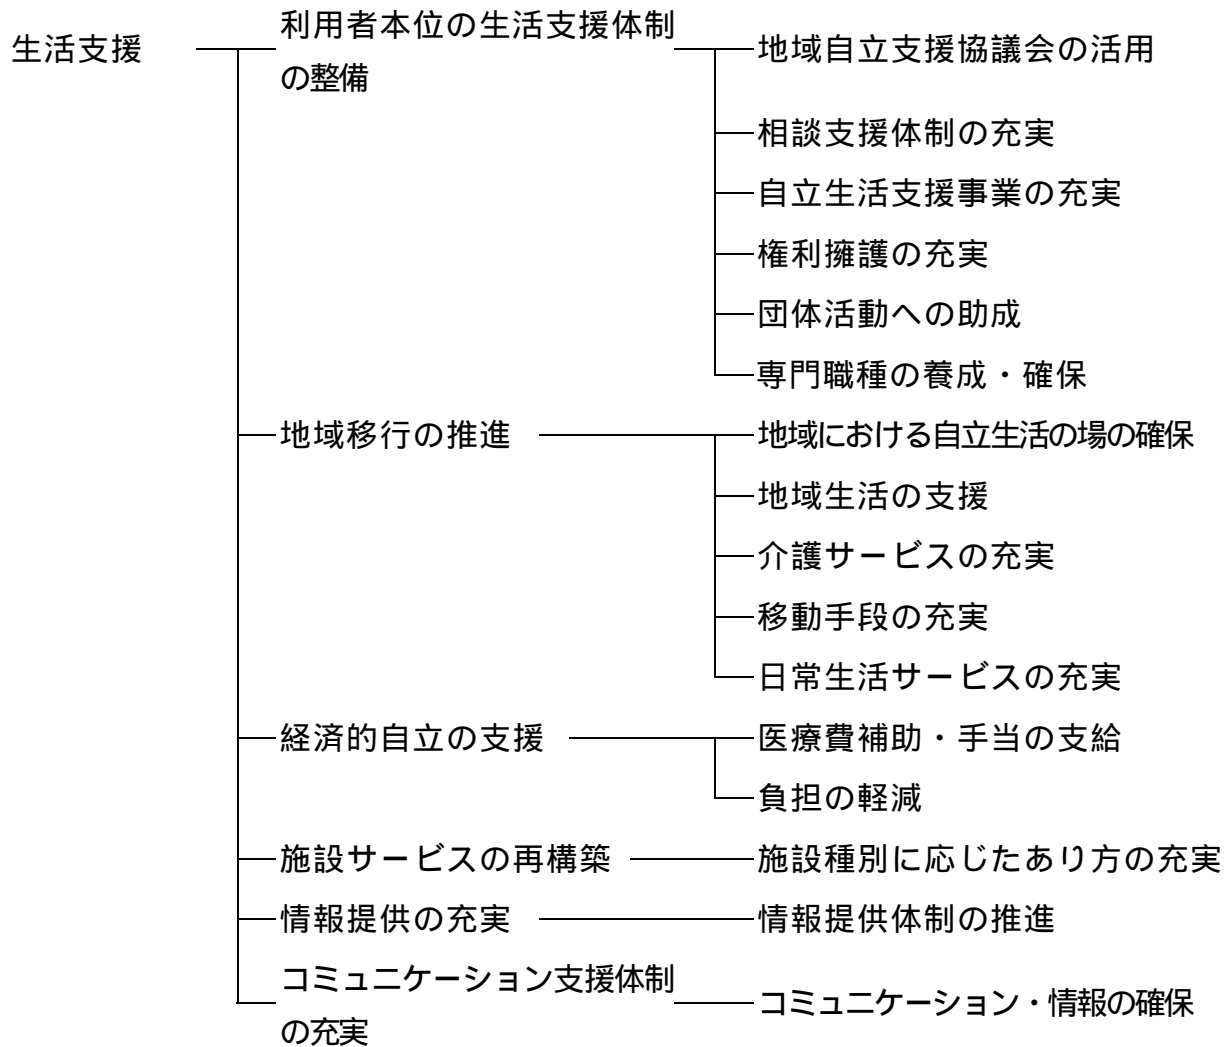 生活支援
利用者本位の生活支援体制
の整備
地域自立支援協議会の活用
相談支援体制の充実
自立生活支援事業の充実
権利擁護の充実
団体活動への助成
専門職種の養成・確保
地域移行の推進
地域における自立生活の場の確保
地域生活の支援
介護サービスの充実
移動手段の充実
日常生活サービスの充実
経済的自立の支援
医療費補助・手当の支給
負担の軽減
施設サービスの再構築
施設種別に応じたあり方の充実
情報提供の充実
情報提供体制の推進
コミュニケーション支援体制
の充実
コミュニケーション・情報の確保